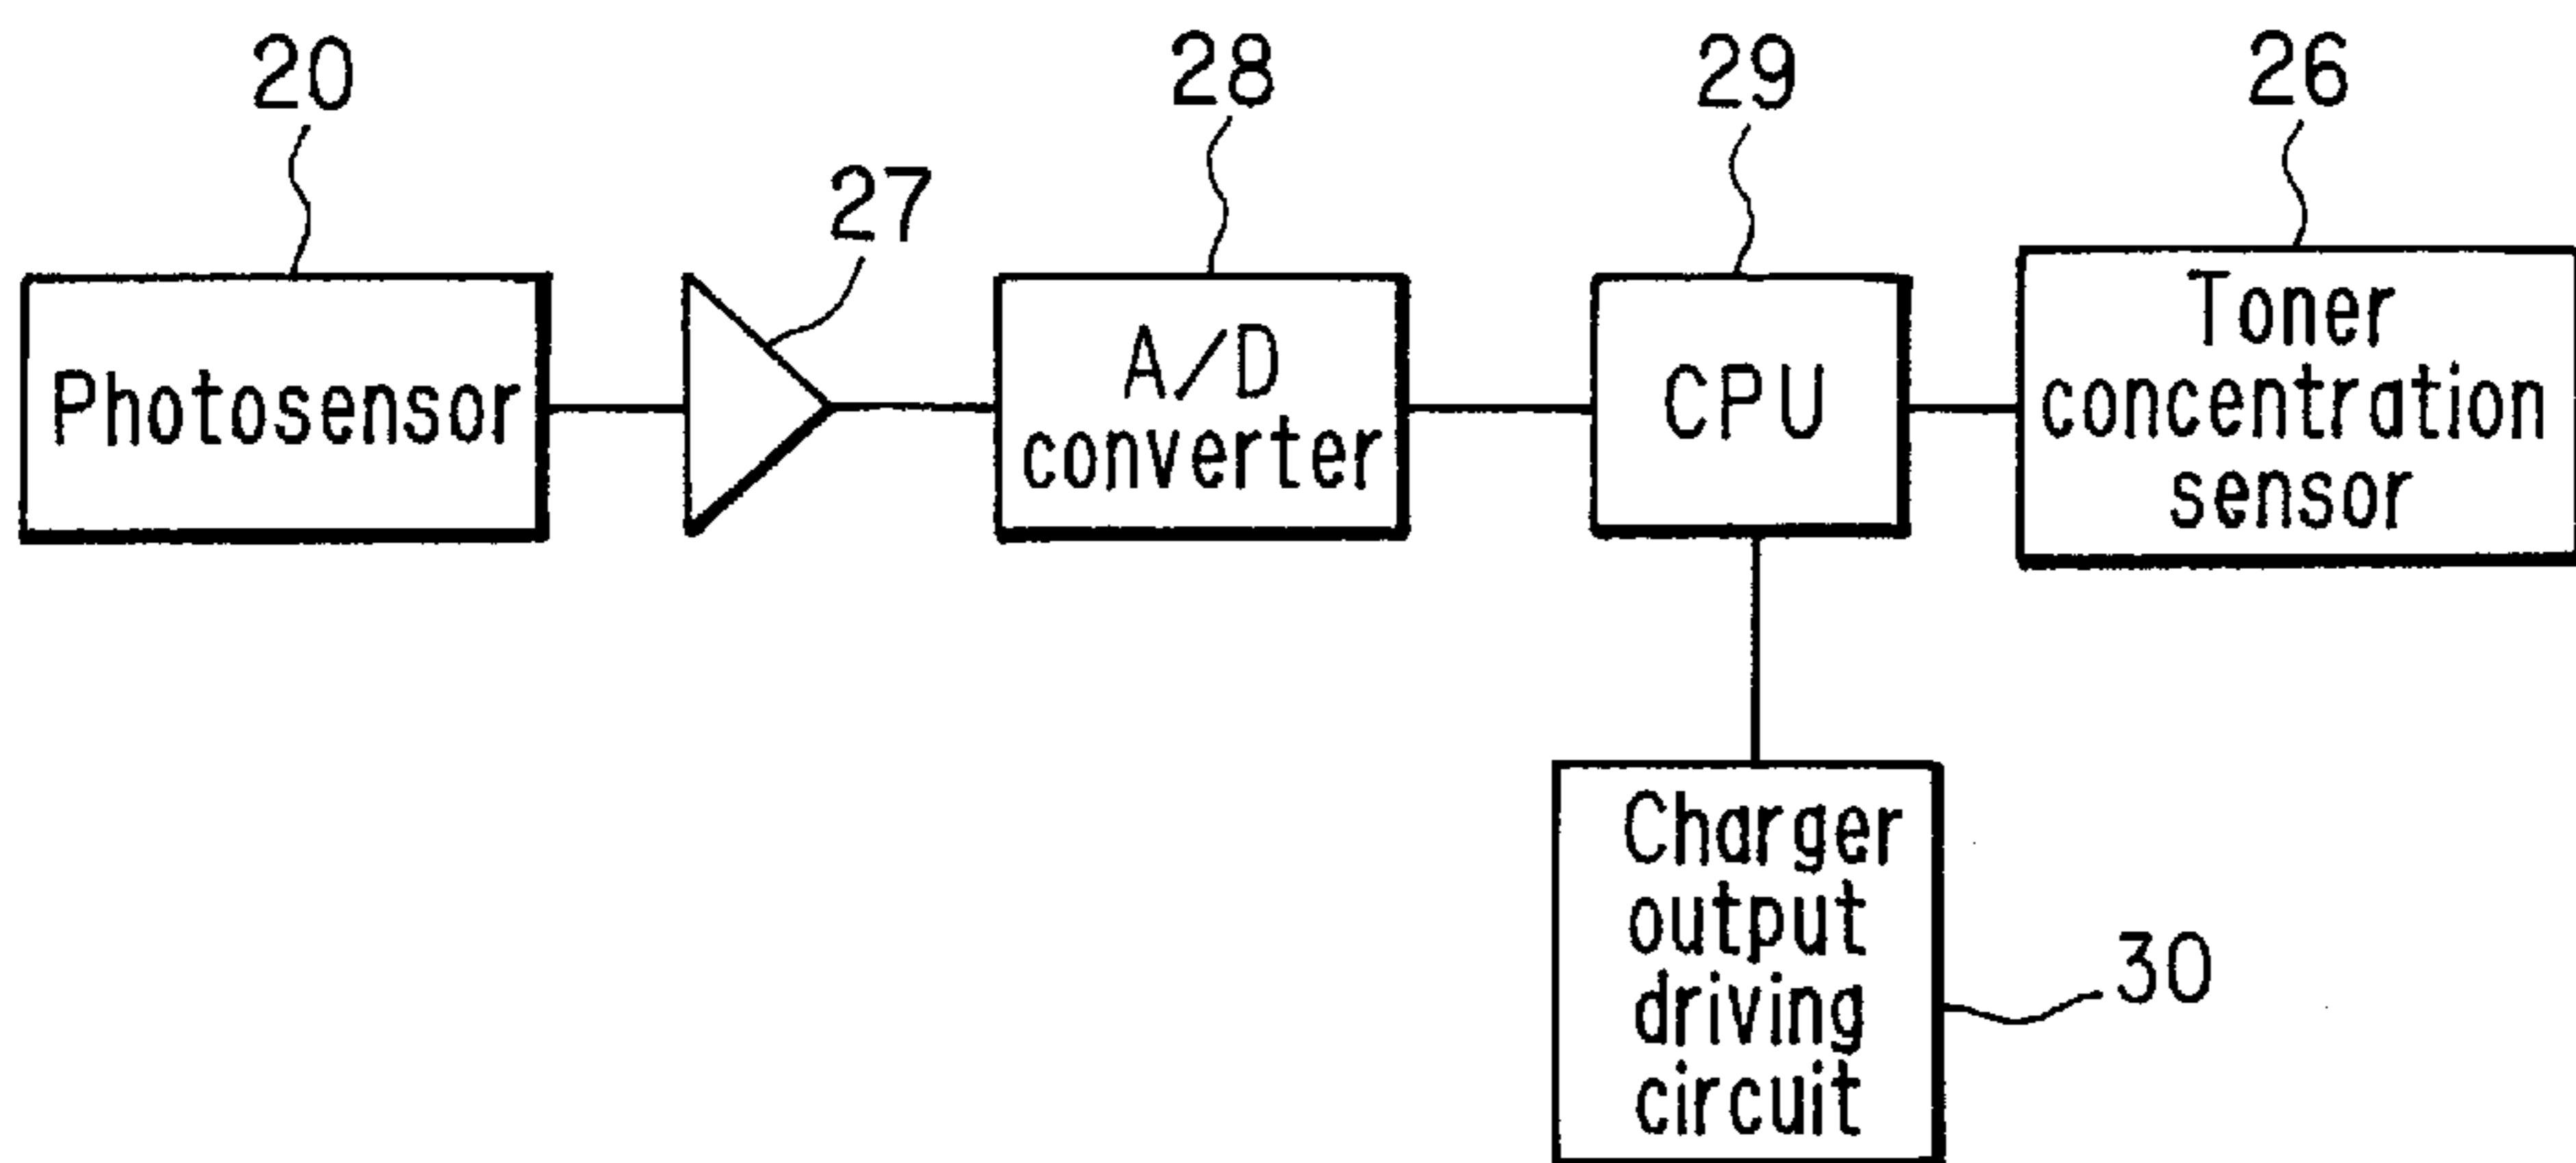 20
27
28
29
26
Photosensor
A/D
converter
CPU
Toner
concentration
sensor
Charger
output
driving
circuit
30